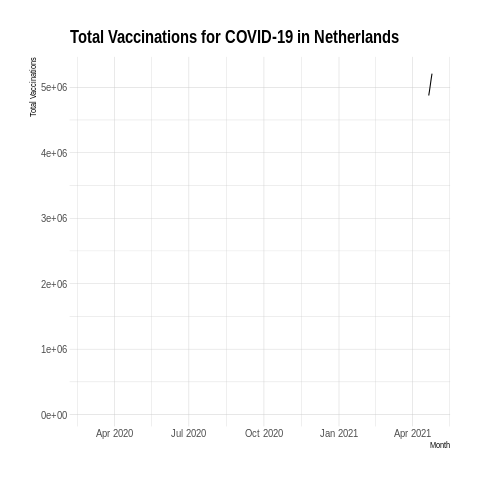 Total Vaccinations for COVID-19 in Netherlands
Total Vaccinations
5e+06
4e+06
3e+06
2e+06
1e+06
0e+00
Apr 2020 Jul 2020 Oct 2020 Jan 2021 Apr 2021
Month